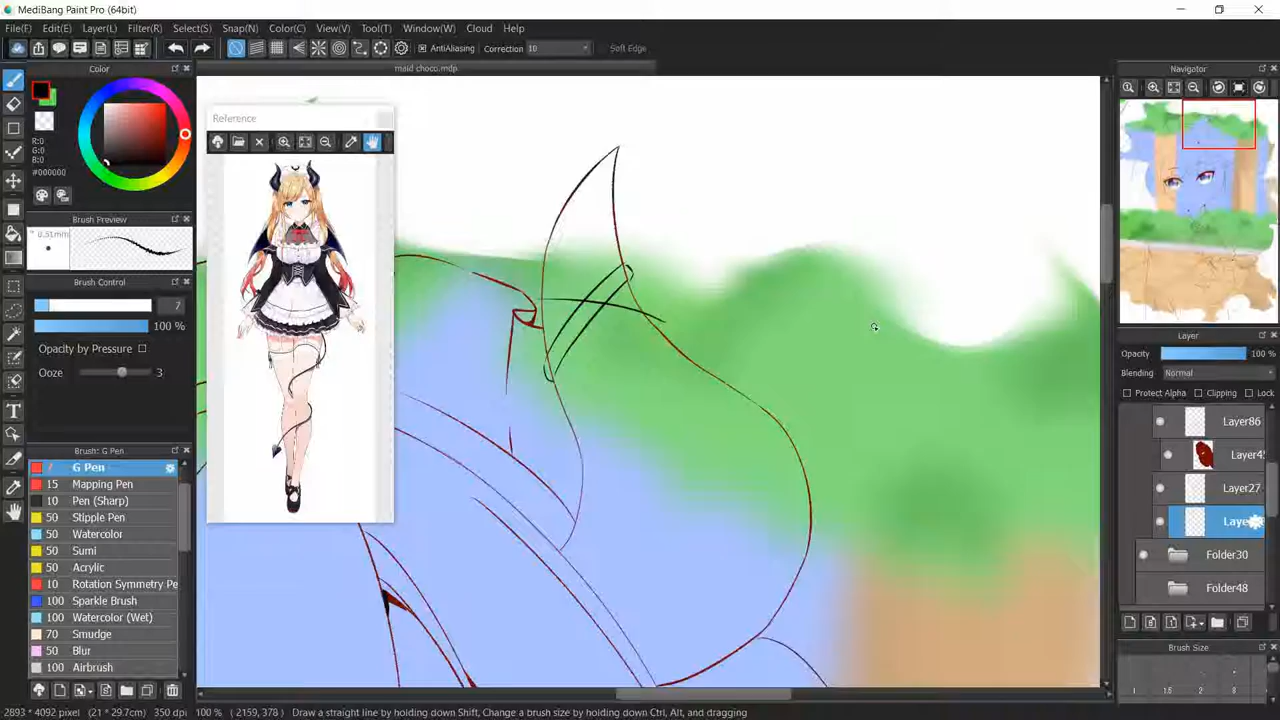 MediBang Paint Pro (64bit)
File(F) Edit(E) Layer(L) Filter(R) Select(S) Snap(N) Color(C) View(V) Tool(T) Window(W) Cloud Help
AntiAliasing Correction 10 Soft Edge
Color
maid choco.mdp
Navigator
Reference
R:0
G:0
B:0
#000000
Brush Preview
* 0.51mm
Brush Control
7
100 %
Opacity by Pressure
Ooze 3
Layer
Opacity 100 %
Blending Normal
Protect Alpha Clipping Lock
Layer86
Layer4
Layer27
Laye
Folder30
Folder48
Brush: G Pen
7 G Pen
15 Mapping Pen
10 Pen (Sharp)
50 Stipple Pen
50 Watercolor
50 Sumi
50 Acrylic
10 Rotation Symmetry Pe
100 Sparkle Brush
100 Watercolor (Wet)
70 Smudge
50 Blur
100 Airbrush
Brush Size
1 1.5 2 3
2893 * 4092 pixel (21 * 29.7cm) 350 dpi 100 % ( 2159, 378 ) Draw a straight line by holding down Shift, Change a brush size by holding down Ctrl, Alt, and dragging